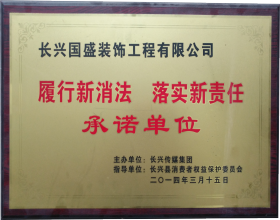 长兴国盛装饰工程有限公司
履行新消法 落实新责任
承诺单位
主办单位：长兴传媒集团
指导单位：长兴县消费者权益保护委员会
二〇一四年三月十五日